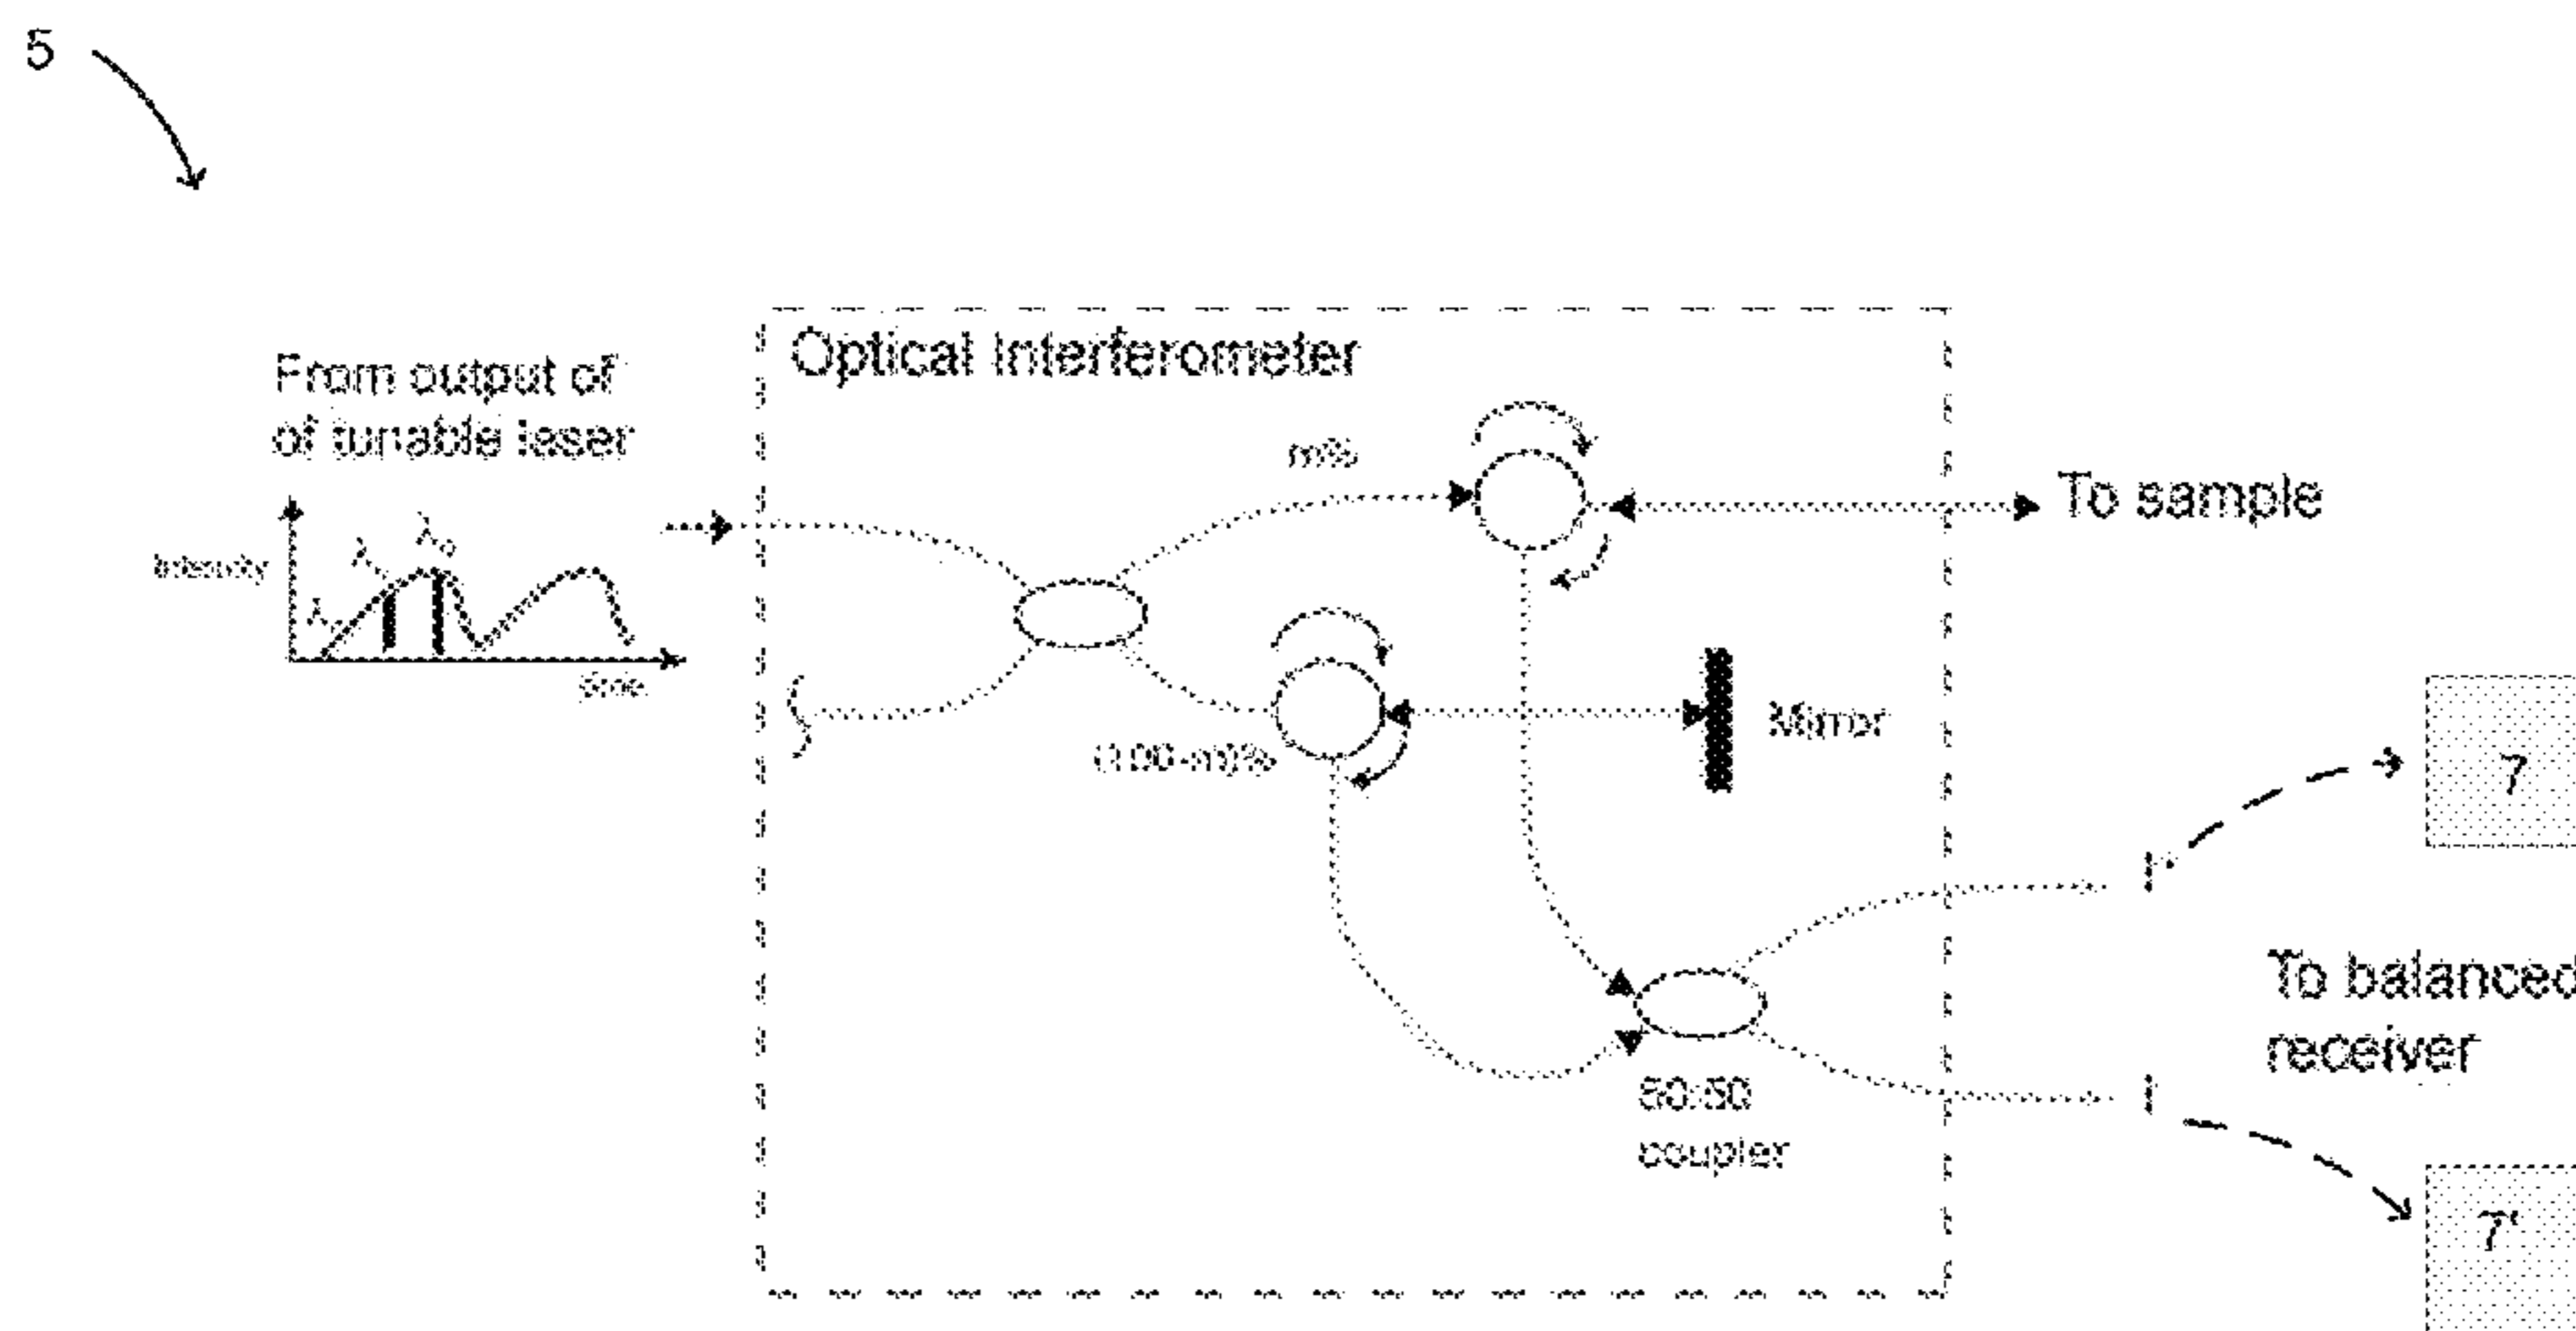 5
Optical Interferometer
From output of
of tunable laser
m%
To sample
Intensity
λ
λ
λ
time
Mirror
(100-m)%
7
To balanced
receiver
50:50
coupler
7'